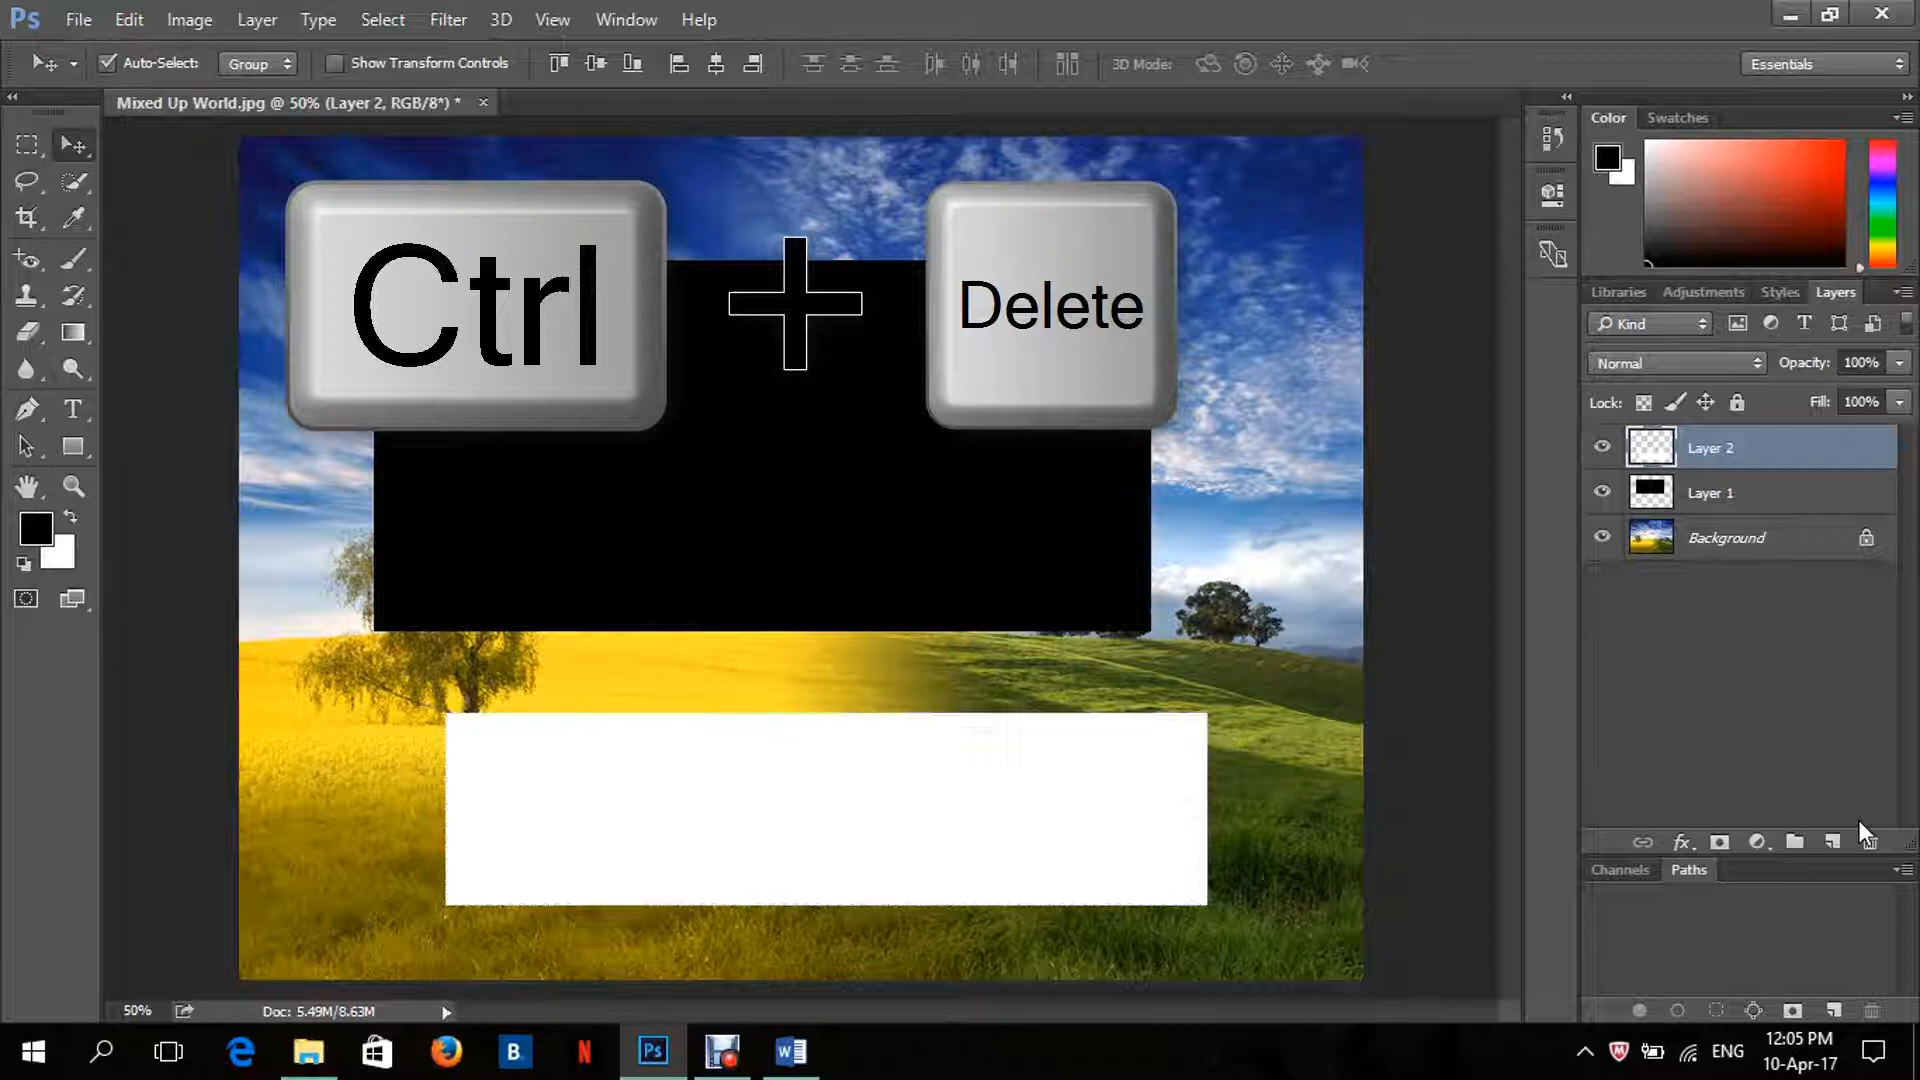 Ps File Edit Image Layer Type Select Filter 3D View Window Help
Auto-Select: Group Show Transform Controls 3D Mode: Essentials
Mixed Up World.jpg @ 50% (Layer 2, RGB/8*) * ×
Color Swatches
Ctrl + Delete
Libraries Adjustments Styles Layers
Kind
Normal Opacity: 100%
Lock: Fill: 100%
Layer 2
Layer 1
Background
fx
Channels Paths
50% Doc: 5.49M/8.63M
B. N Ps W ENG 12:05 PM
10-Apr-17